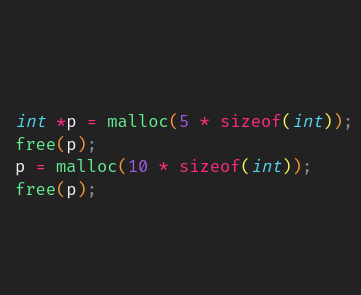 int *p = malloc(5 * sizeof(int));
free(p);
p = malloc(10 * sizeof(int));
free(p);